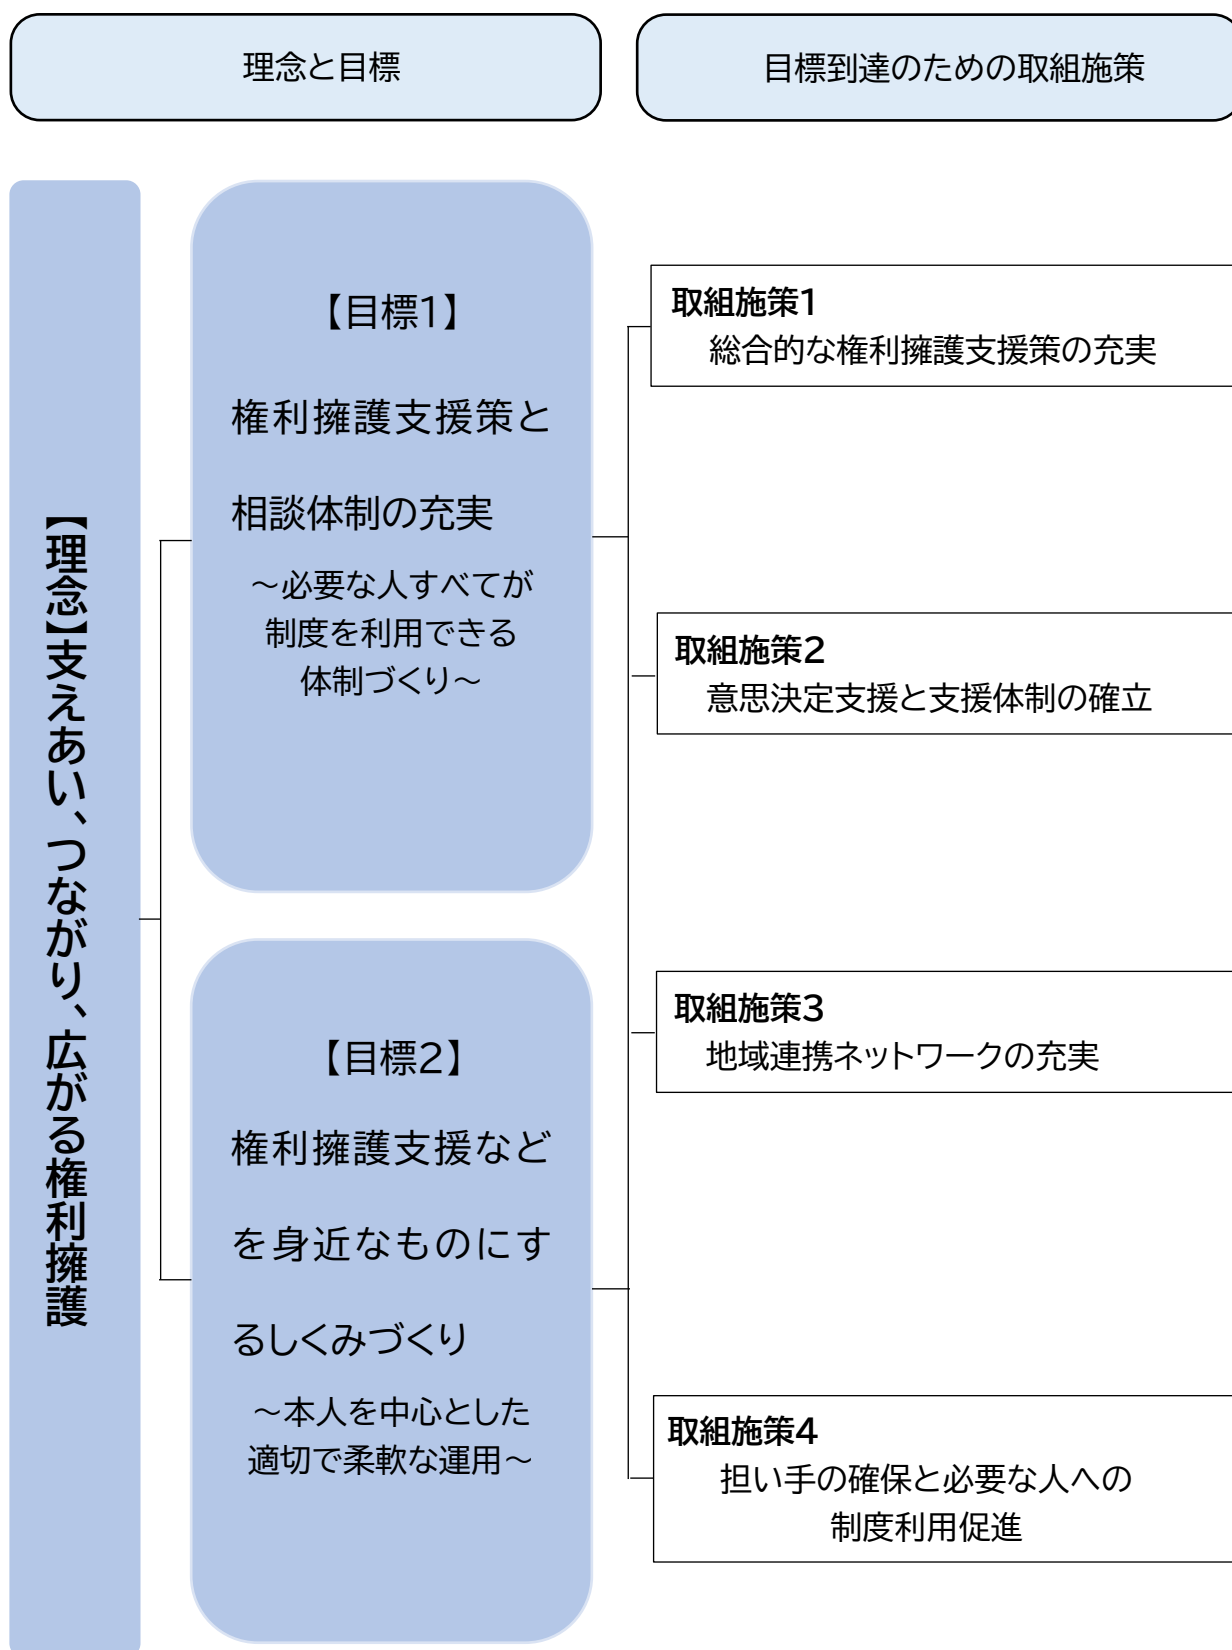 理念と目標
目標到達のための取組施策
【理念】支えあい、つながり、広がる権利擁護
【目標1】
権利擁護支援策と
相談体制の充実
～必要な人すべてが
制度を利用できる
体制づくり～
【目標2】
権利擁護支援など
を身近なものにす
るしくみづくり
～本人を中心とした
適切で柔軟な運用～
取組施策1
総合的な権利擁護支援策の充実
取組施策2
意思決定支援と支援体制の確立
取組施策3
地域連携ネットワークの充実
取組施策4
担い手の確保と必要な人への
制度利用促進